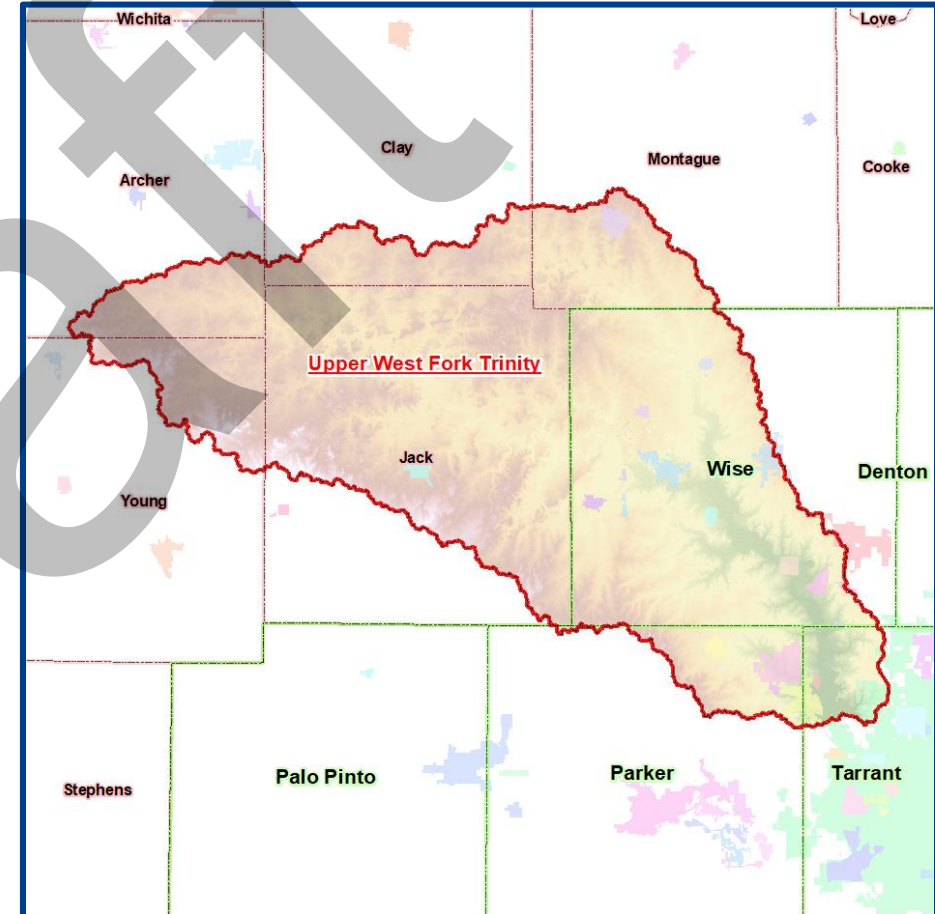 Wichita
Love
Clay
Montague
Cooke
Archer
Upper West Fork Trinity
Jack
Wise
Denton
Young
Stephens
Palo Pinto
Parker
Tarrant